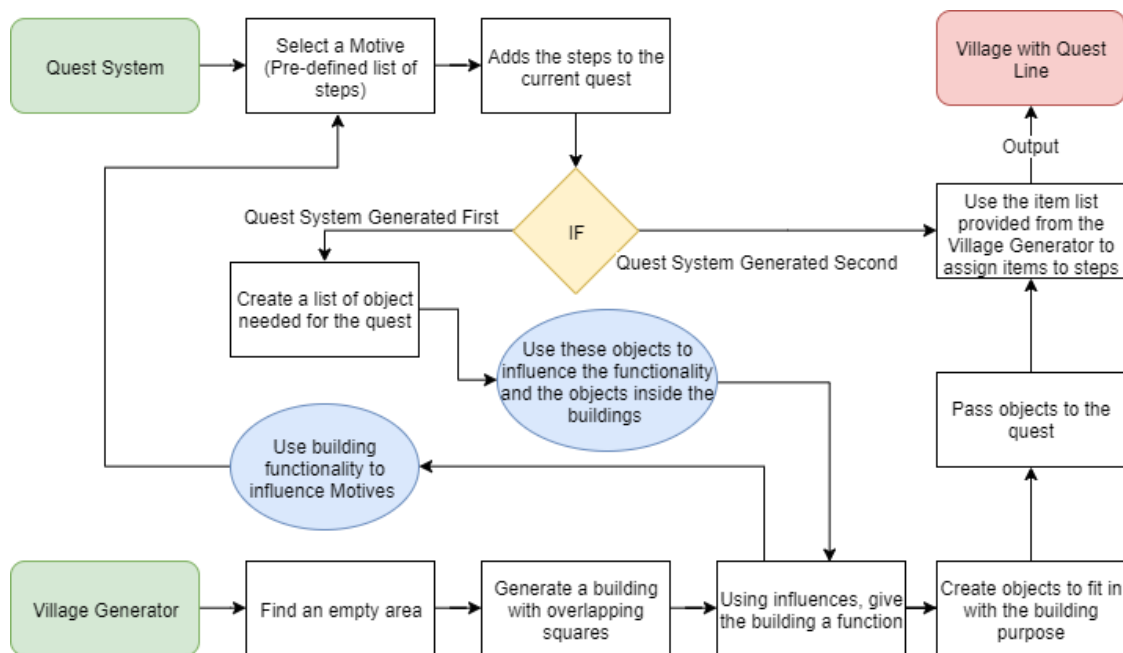 Quest System
Select a Motive
(Pre-defined list of
steps)
Adds the steps to the
current quest
Village with Quest
Line
Output
IF
Quest System Generated First
Quest System Generated Second
Use the item list
provided from the
Village Generator to
assign items to steps
Create a list of object
needed for the quest
Use these objects to
influence the functionality
and the objects inside the
buildings
Pass objects to the
quest
Use building
functionality to
influence Motives
Village Generator
Find an empty area
Generate a building
with overlapping
squares
Using influences, give
the building a function
Create objects to fit in
with the building
purpose